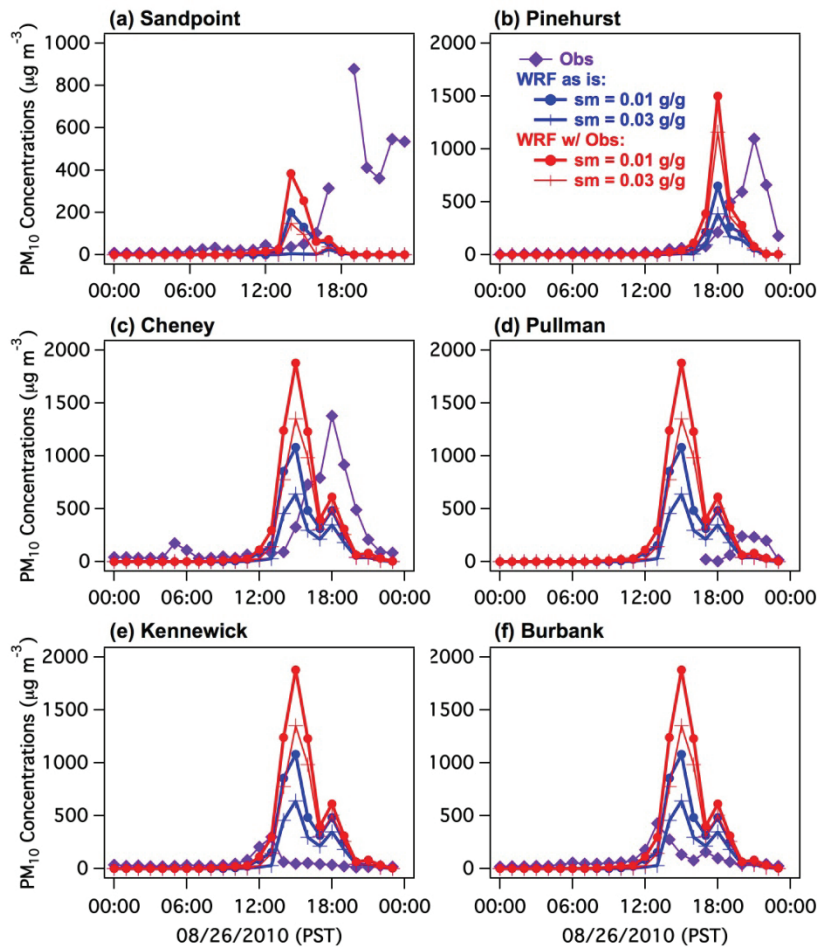 (a) Sandpoint
PM10 Concentrations (µg m-3)
1000
800
600
400
200
0
00:00 06:00 12:00 18:00
(b) Pinehurst
2000
1500
1000
500
0
00:00 06:00 12:00 18:00 00:00
Obs
WRF as is:
sm = 0.01 g/g
sm = 0.03 g/g
WRF w/ Obs:
sm = 0.01 g/g
sm = 0.03 g/g
(c) Cheney
PM10 Concentrations (µg m-3)
2000
1500
1000
500
0
00:00 06:00 12:00 18:00 00:00
(d) Pullman
2000
1500
1000
500
0
00:00 06:00 12:00 18:00 00:00
(e) Kennewick
PM10 Concentrations (µg m-3)
2000
1500
1000
500
0
00:00 06:00 12:00 18:00 00:00
08/26/2010 (PST)
(f) Burbank
2000
1500
1000
500
0
00:00 06:00 12:00 18:00 00:00
08/26/2010 (PST)